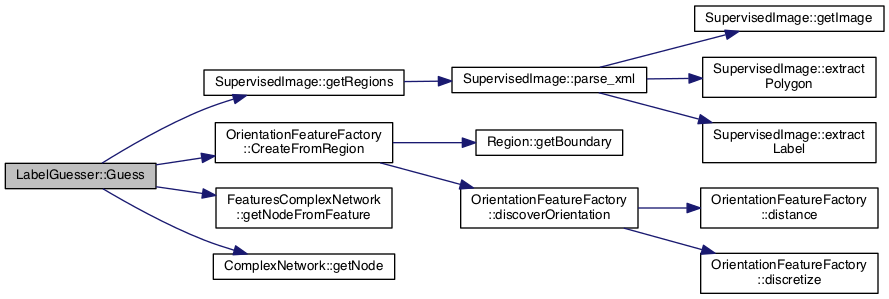 LabelGuesser::Guess
SupervisedImage::getRegions
SupervisedImage::parse_xml
SupervisedImage::getImage
SupervisedImage::extract
Polygon
SupervisedImage::extract
Label
OrientationFeatureFactory
::CreateFromRegion
Region::getBoundary
OrientationFeatureFactory
::discoverOrientation
OrientationFeatureFactory
::distance
OrientationFeatureFactory
::discretize
FeaturesComplexNetwork
::getNodeFromFeature
ComplexNetwork::getNode